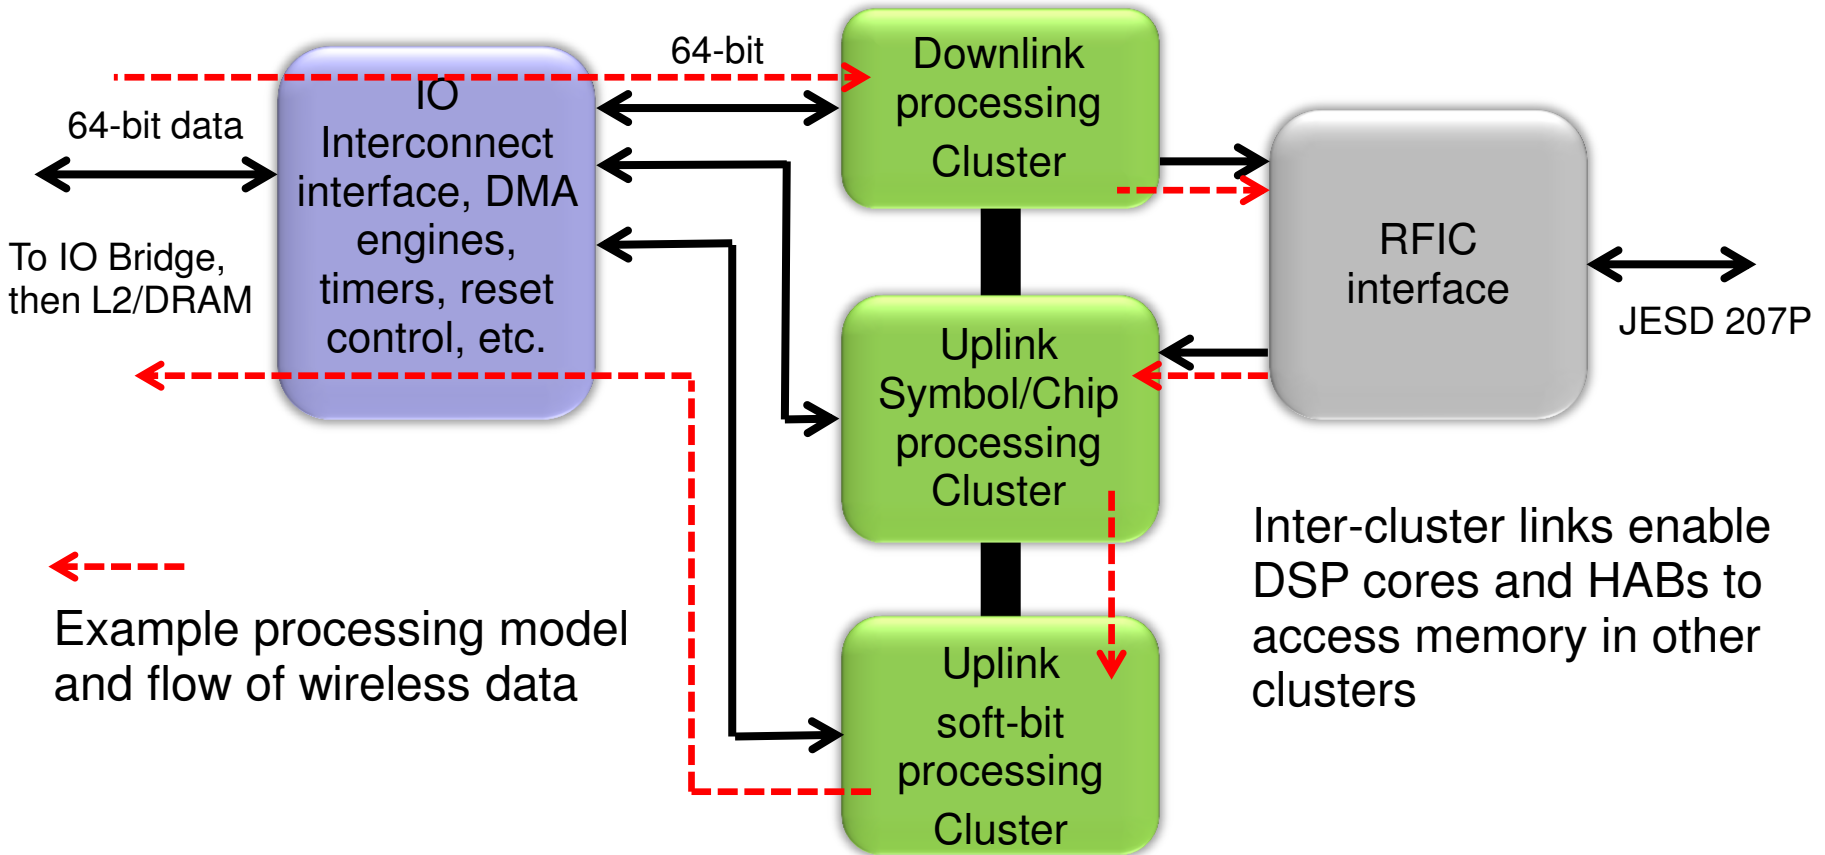 64-bit data
To IO Bridge,
then L2/DRAM
IO
Interconnect
interface, DMA
engines,
timers, reset
control, etc.
64-bit
Downlink
processing
Cluster
Uplink
Symbol/Chip
processing
Cluster
Uplink
soft-bit
processing
Cluster
RFIC
interface
JESD 207P
Example processing model
and flow of wireless data
Inter-cluster links enable
DSP cores and HABs to
access memory in other
clusters